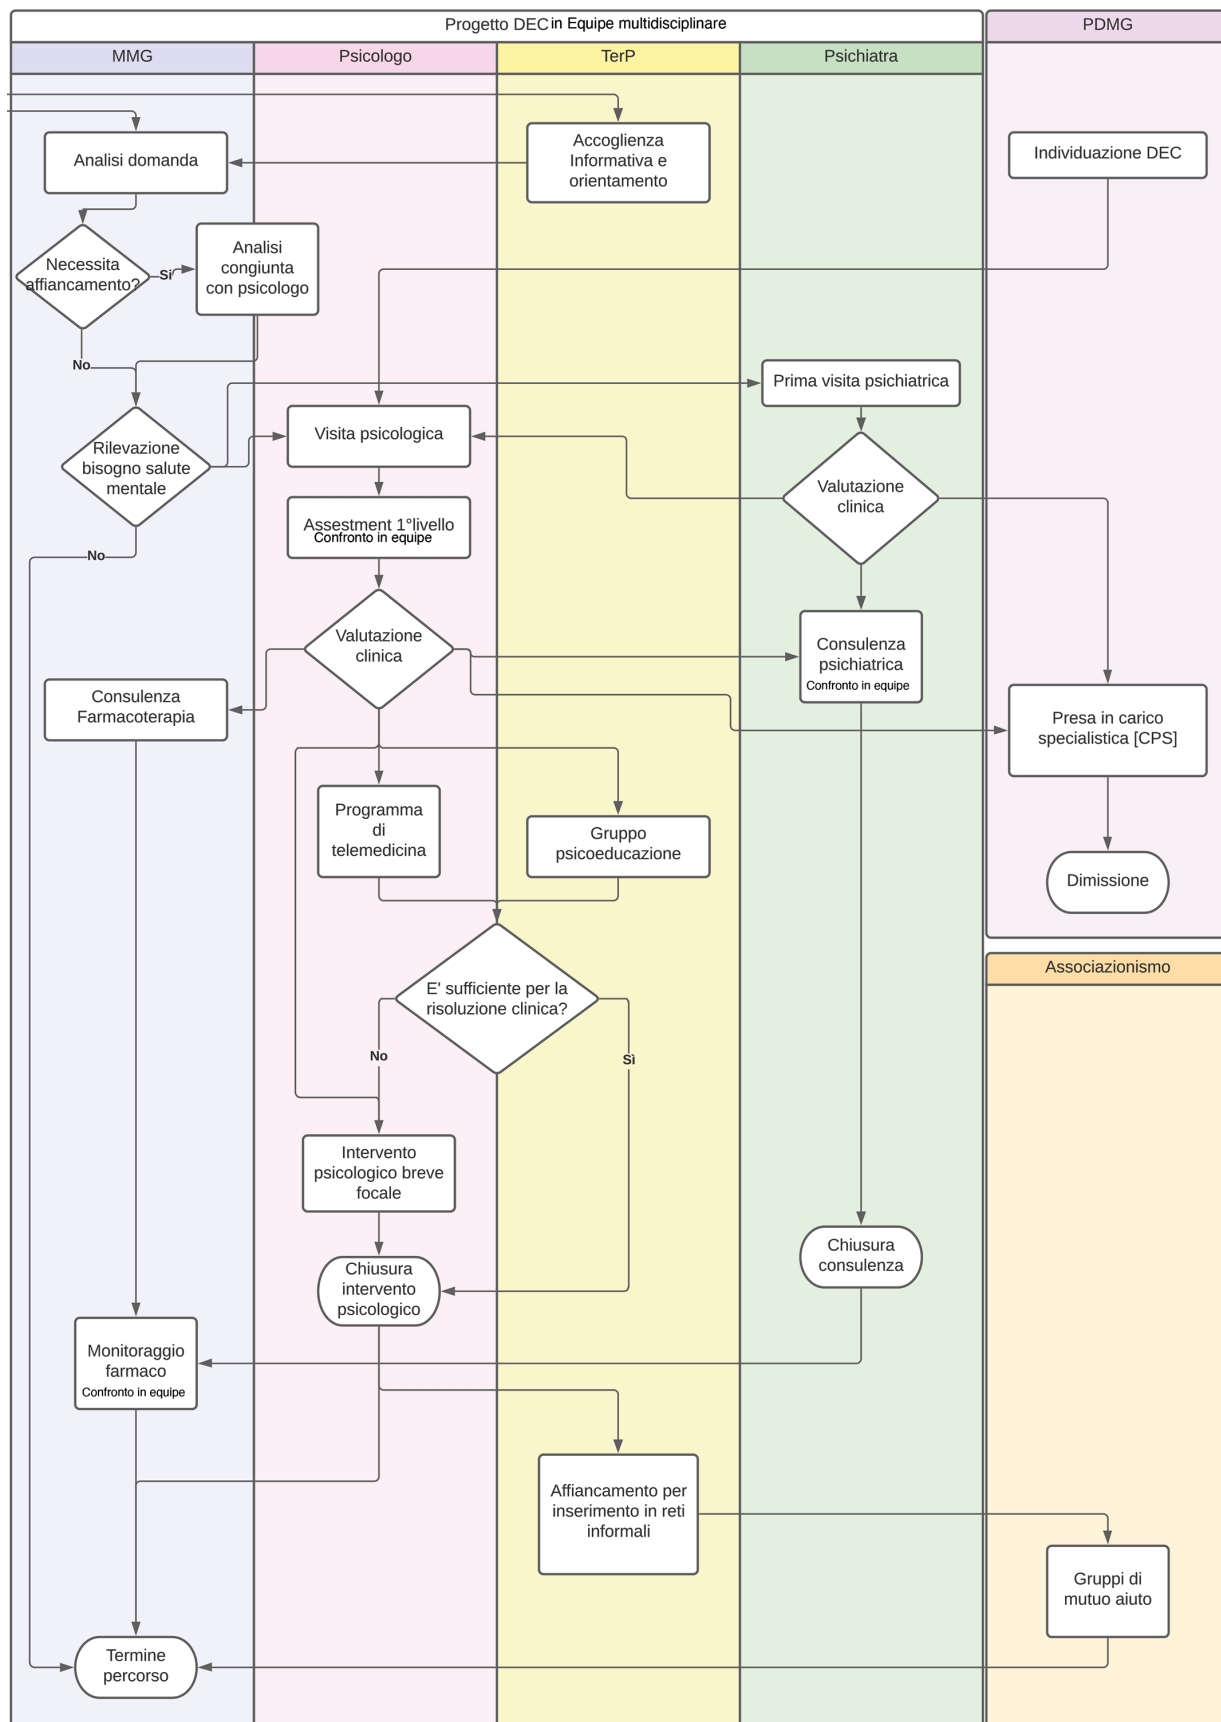 Progetto DEC in Equipe multidisciplinare
PDMG
MMG
Psicologo
TerP
Psichiatra
Accoglienza
Informativa e
orientamento
Analisi domanda
Individuazione DEC
Necessita
affiancamento?
Si
Analisi
congiunta
con psicologo
No
Prima visita psichiatrica
Rilevazione
bisogno salute
mentale
Visita psicologica
Valutazione
clinica
Assestment 1°livello
Confronto in equipe
No
Valutazione
clinica
Consulenza
psichiatrica
Confronto in equipe
Consulenza
Farmacoterapia
Presa in carico
specialistica [CPS]
Programma
di
telemedicina
Gruppo
psicoeducazione
Dimissione
Associazionismo
E' sufficiente per la
risoluzione clinica?
No
Sì
Intervento
psicologico breve
focale
Chiusura
consulenza
Chiusura
intervento
psicologico
Monitoraggio
farmaco
Confronto in equipe
Affiancamento per
inserimento in reti
informali
Gruppi di
mutuo aiuto
Termine
percorso